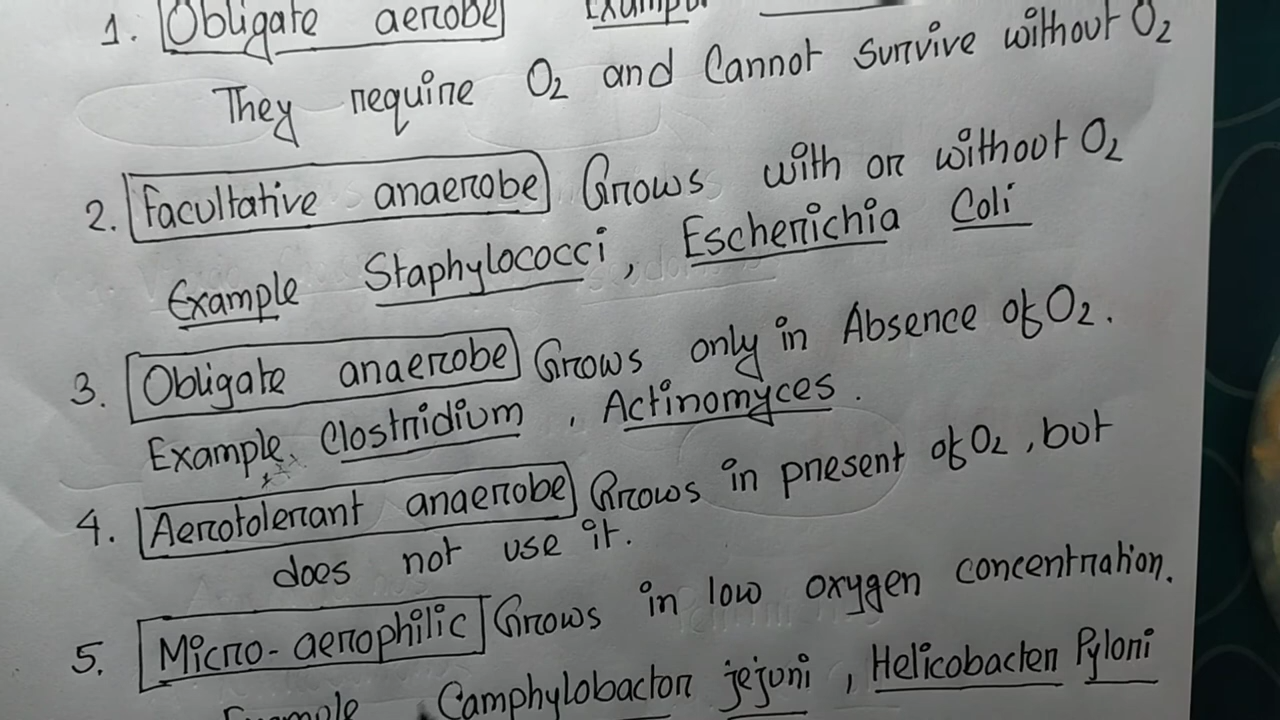 1. Obligate aerobe Example
They require O2 and Cannot Survive without O2
2. Facultative anaerobe Grows with or without O2
Example Staphylococci, Escherichia Coli
3. Obligate anaerobe Grows only in Absence of O2.
Example Clostridium, Actinomyces.
4. Aerotolerant anaerobe Grows in present of O2, but
does not use it.
5. Micro-aerophilic Grows in low oxygen concentration.
Example Camphylobactor jejuni, Helicobacter Pylori